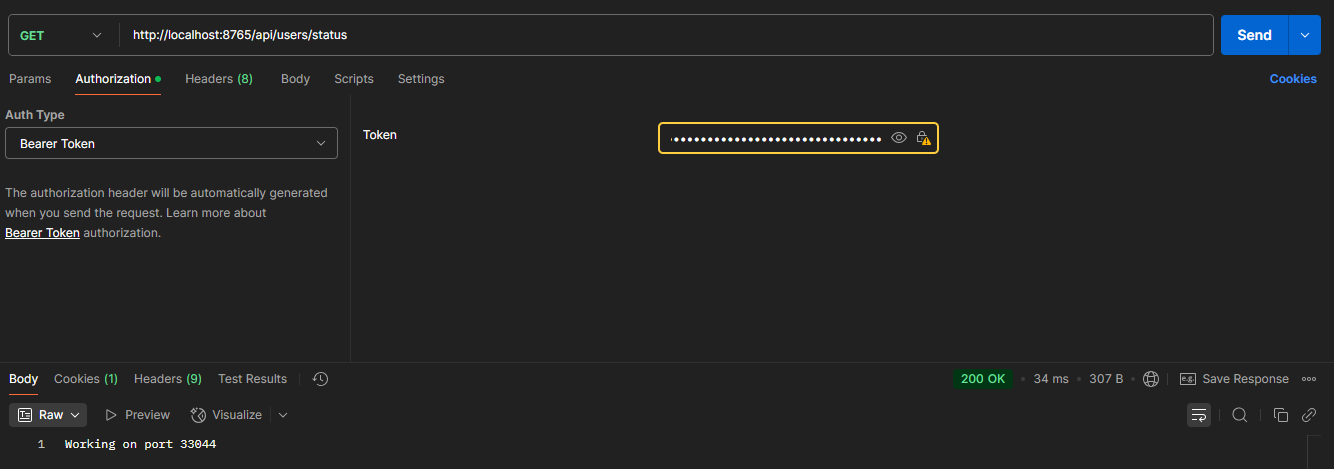 GET http://localhost:8765/api/users/status Send
Params Authorization Headers (8) Body Scripts Settings Cookies
Auth Type
Bearer Token
Token
The authorization header will be automatically generated
when you send the request. Learn more about
Bearer Token authorization.
Body Cookies (1) Headers (9) Test Results 200 OK • 34 ms • 307 B • e.g. Save Response
Raw Preview Visualize
1 Working on port 33044